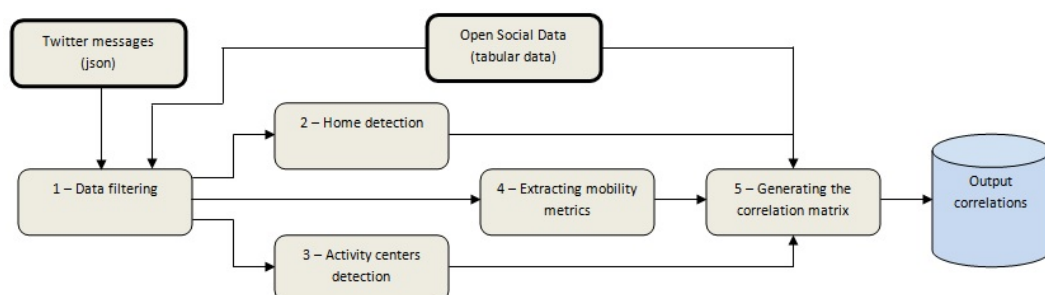 Twitter messages
(json)
Open Social Data
(tabular data)
2 – Home detection
1 – Data filtering
4 – Extracting mobility
metrics
5 – Generating the
correlation matrix
Output
correlations
3 – Activity centers
detection